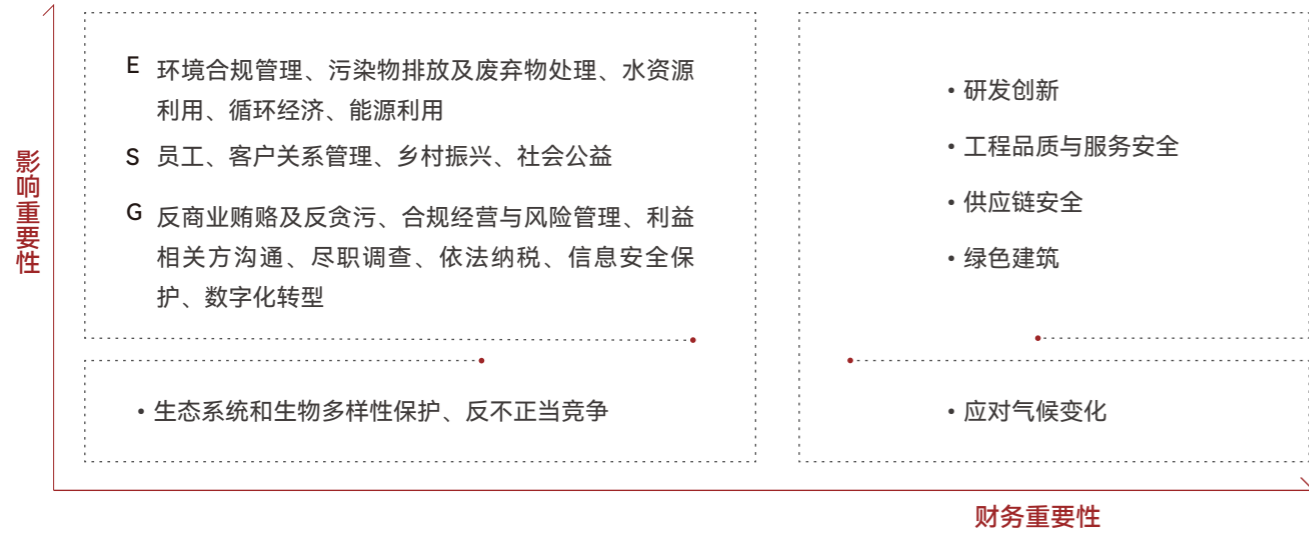 影响重要性
E 环境合规管理、污染物排放及废弃物处理、水资源
利用、循环经济、能源利用
S 员工、客户关系管理、乡村振兴、社会公益
G 反商业贿赂及反贪污、合规经营与风险管理、利益
相关方沟通、尽职调查、依法纳税、信息安全保
护、数字化转型
• 研发创新
• 工程品质与服务安全
• 供应链安全
• 绿色建筑
• 生态系统和生物多样性保护、反不正当竞争
• 应对气候变化
财务重要性